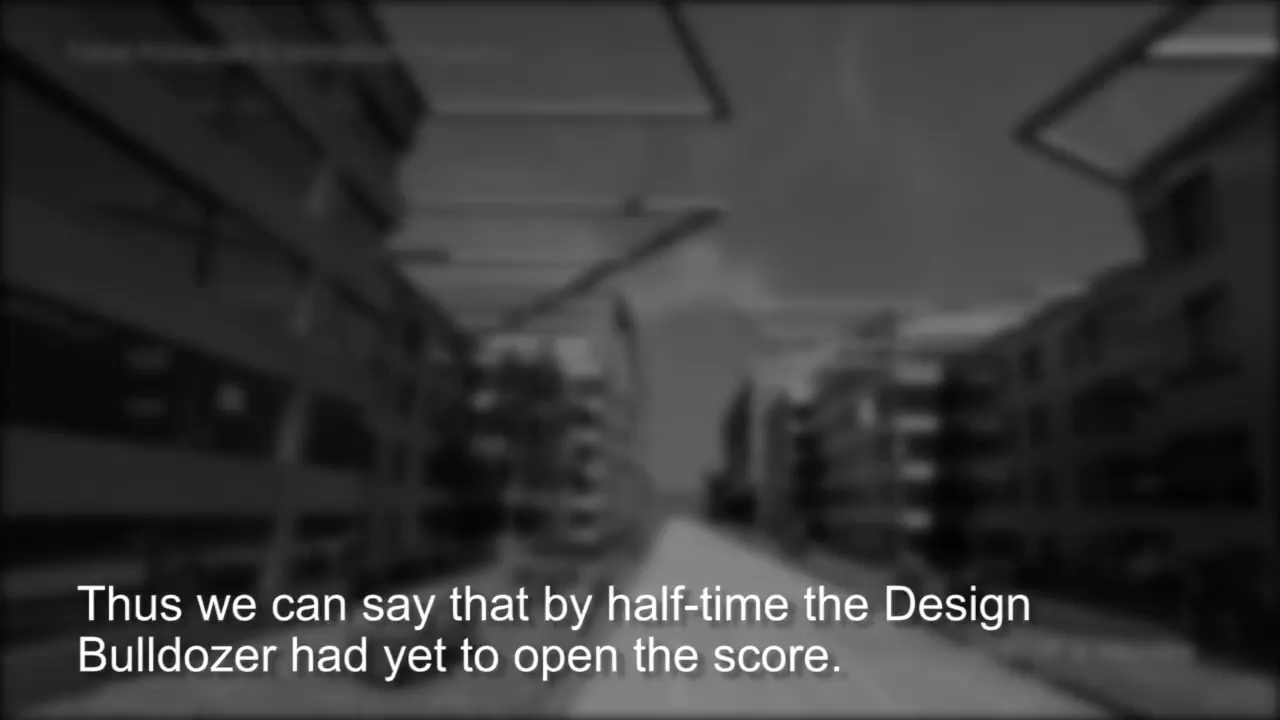 Thus we can say that by half-time the Design
Bulldozer had yet to open the score.